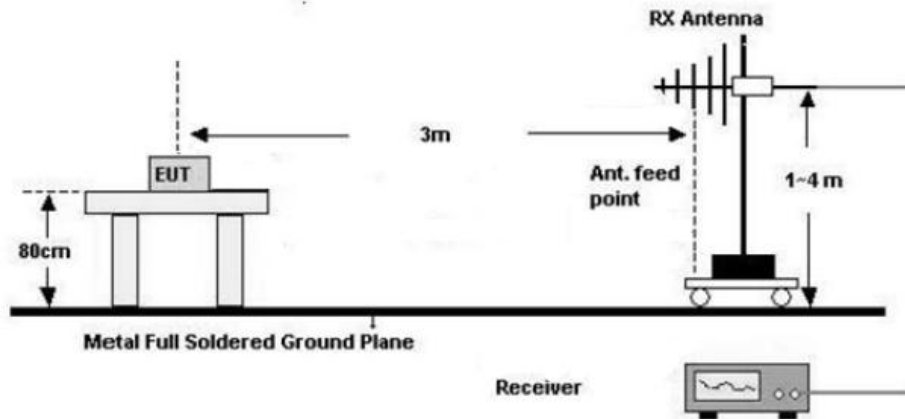 RX Antenna
3m
EUT
Ant. feed
point
1~4 m
80cm
Metal Full Soldered Ground Plane
Receiver